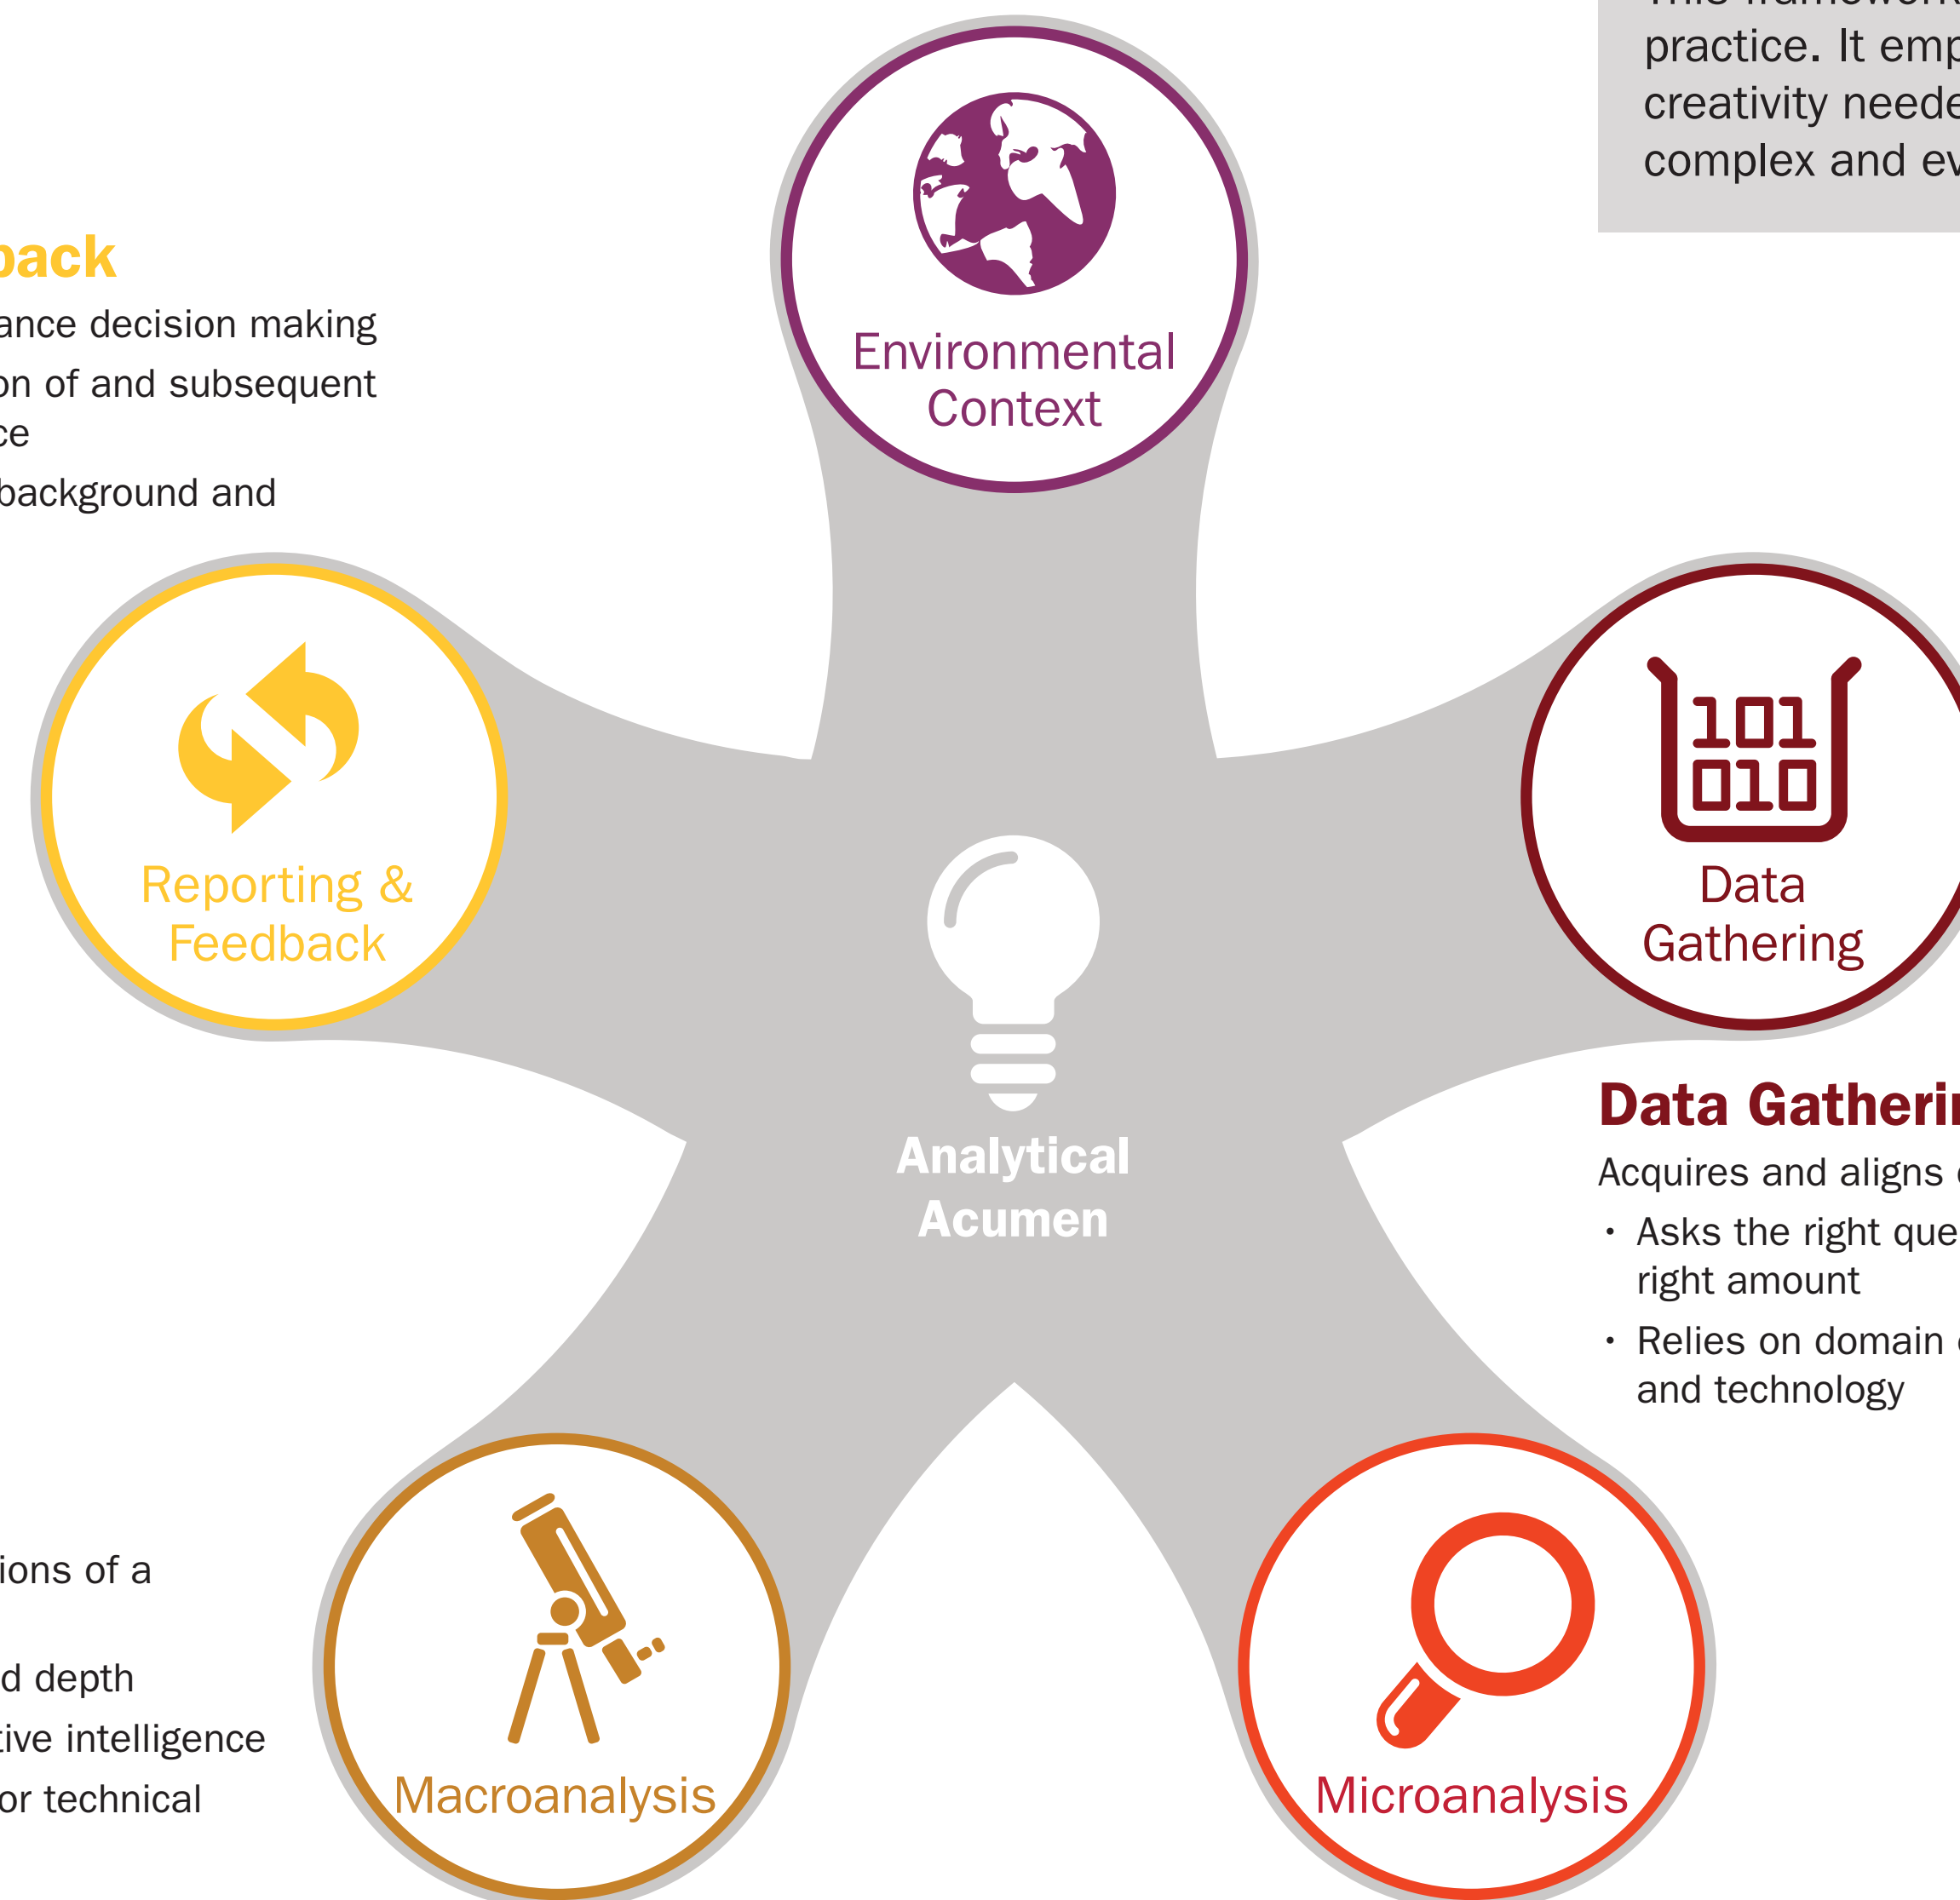 practice. It emp
creativity neede
complex and ev
back
ance decision making
on of and subsequent
ce
background and
Environmental
Context
Reporting &
Feedback
101
010
Data
Gathering
Analytical
Acumen
Data Gatherin
Acquires and aligns
• Asks the right que
right amount
• Relies on domain
and technology
ions of a
d depth
tive intelligence
or technical
Macroanalysis
Microanalysis